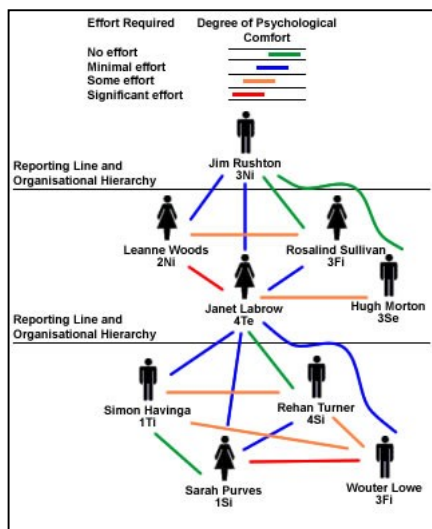 Effort Required
Degree of Psychological
Comfort
No effort
Minimal effort
Some effort
Significant effort
Jim Rushton
3Ni
Reporting Line and
Organisational Hierarchy
Leanne Woods
2Ni
Rosalind Sullivan
3Fi
Hugh Morton
3Se
Janet Labrow
4Te
Reporting Line and
Organisational Hierarchy
Simon Havinga
1Ti
Rehan Turner
4Si
Sarah Purves
1Si
Wouter Lowe
3Fi